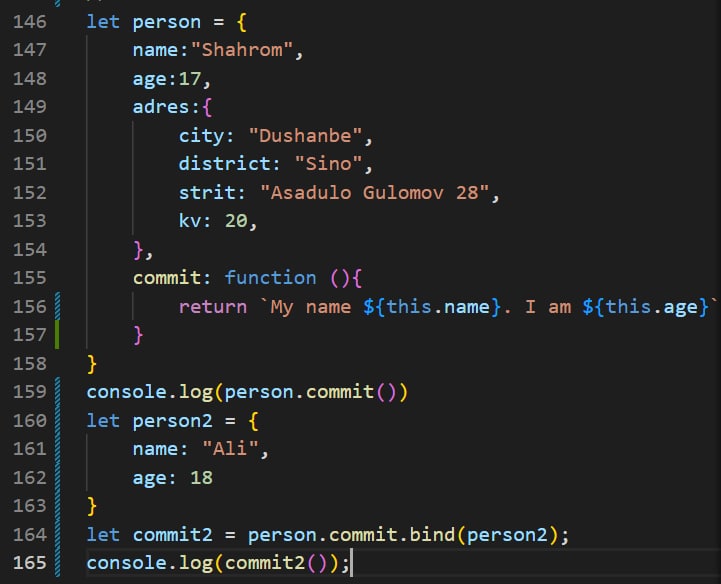 146 let person = {
147     name:"Shahrom",
148     age:17,
149     adres:{
150         city: "Dushanbe",
151         district: "Sino",
152         strit: "Asadulo Gulomov 28",
153         kv: 20,
154     },
155     commit: function (){
156         return `My name ${this.name}. I am ${this.age}`
157     }
158 }
159 console.log(person.commit())
160 let person2 = {
161     name: "Ali",
162     age: 18
163 }
164 let commit2 = person.commit.bind(person2);
165 console.log(commit2());